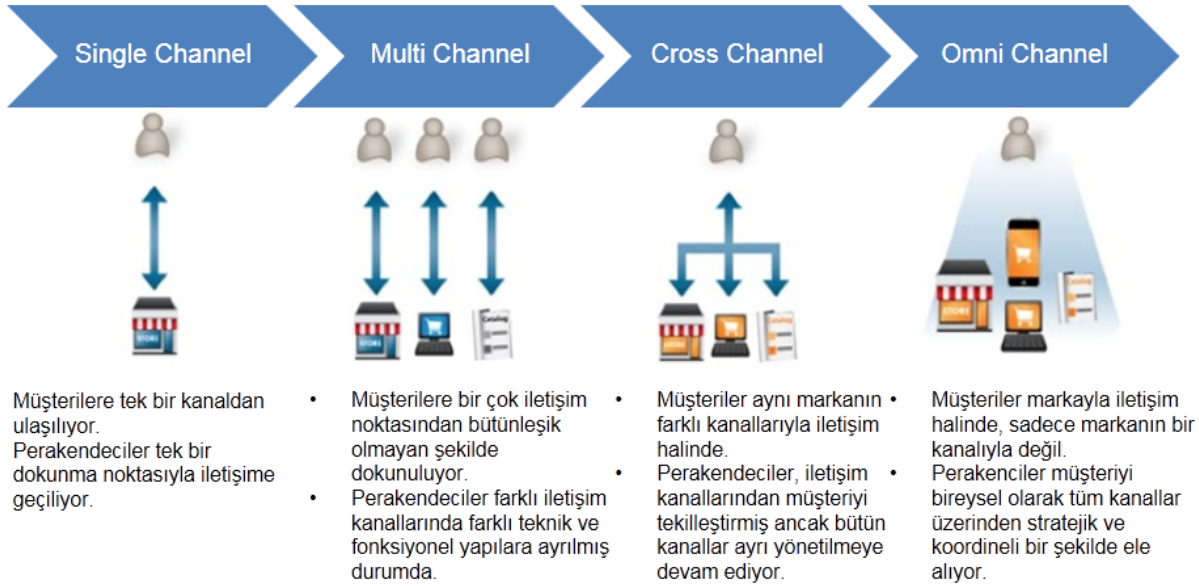 Single Channel
Multi Channel
Cross Channel
Omni Channel
STORE
STORE
Catalog
STORE
Catalog
STORE
Catalog
Müşterilere tek bir kanaldan
ulaşılıyor.
Perakendeciler tek bir
dokunma noktasıyla iletişime
geçiliyor.
• Müşterilere bir çok iletişim
noktasından bütünleşik
olmayan şekilde
dokunuluyor.
• Perakendeciler farklı iletişim
kanallarında farklı teknik ve
fonksiyonel yapılara ayrılmış
durumda.
• Müşteriler aynı markanın
farklı kanallarıyla iletişim
halinde.
• Perakendeciler, iletişim
kanallarından müşteriyi
tekilleştirmiş ancak bütün
kanallar ayrı yönetilmeye
devam ediyor.
• Müşteriler markayla iletişim
halinde, sadece markanın bir
kanalıyla değil.
• Perakenciler müşteriyi
bireysel olarak tüm kanallar
üzerinden stratejik ve
koordineli bir şekilde ele
alıyor.